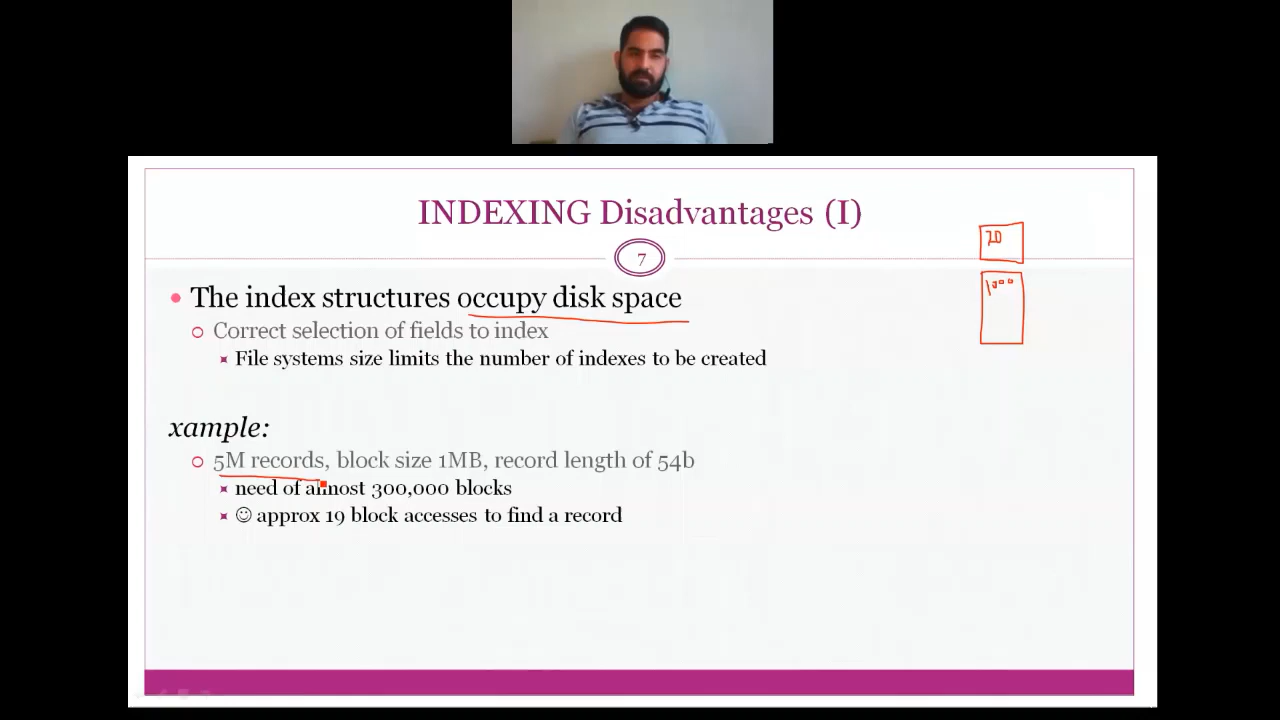 INDEXING Disadvantages (I)
7
• The index structures occupy disk space
Correct selection of fields to index
File systems size limits the number of indexes to be created
xample:
5M records, block size 1MB, record length of 54b
need of almost 300,000 blocks
☺ approx 19 block accesses to find a record
1000